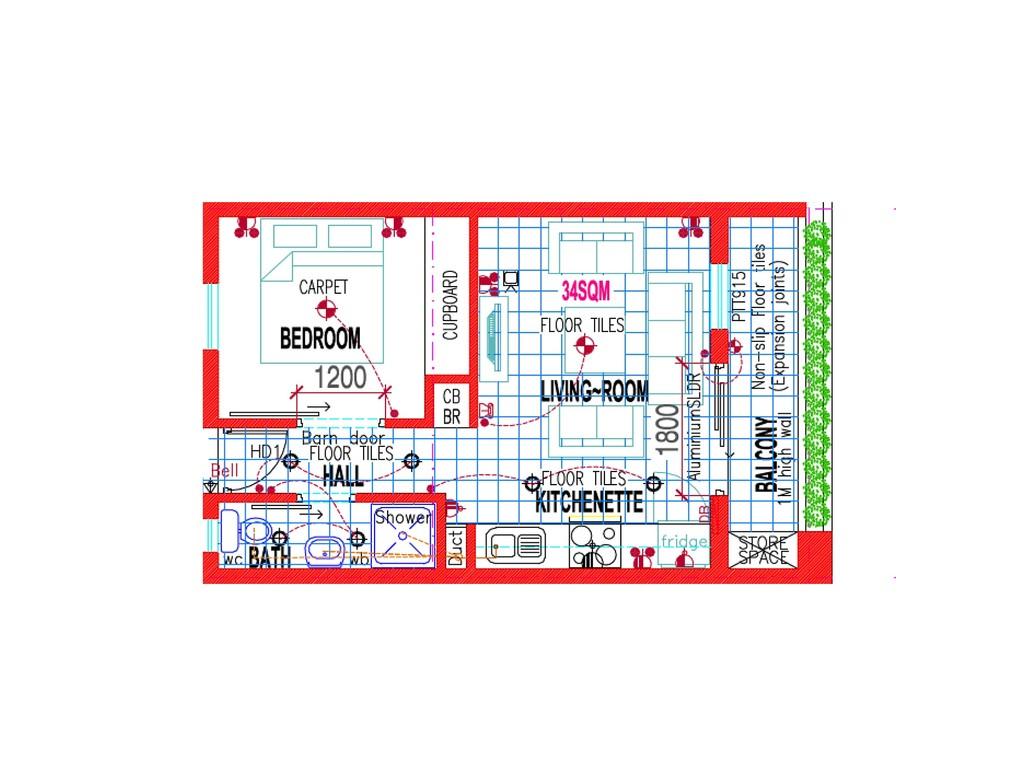 CARPET
BEDROOM
1200
CUPBOARD
CB
BR
34SQM
FLOOR TILES
LIVING~ROOM
1800
AluminiumSLDR
PTT915
Non-slip Floor tiles
(Expansion joints)
BALCONY
1M high wall
Barn door
HD1
FLOOR TILES
HALL
Bell
FLOOR TILES
KITCHENETTE
DB
Shower
wc
BATH
wb
Duct
fridge
STORE
SPACE